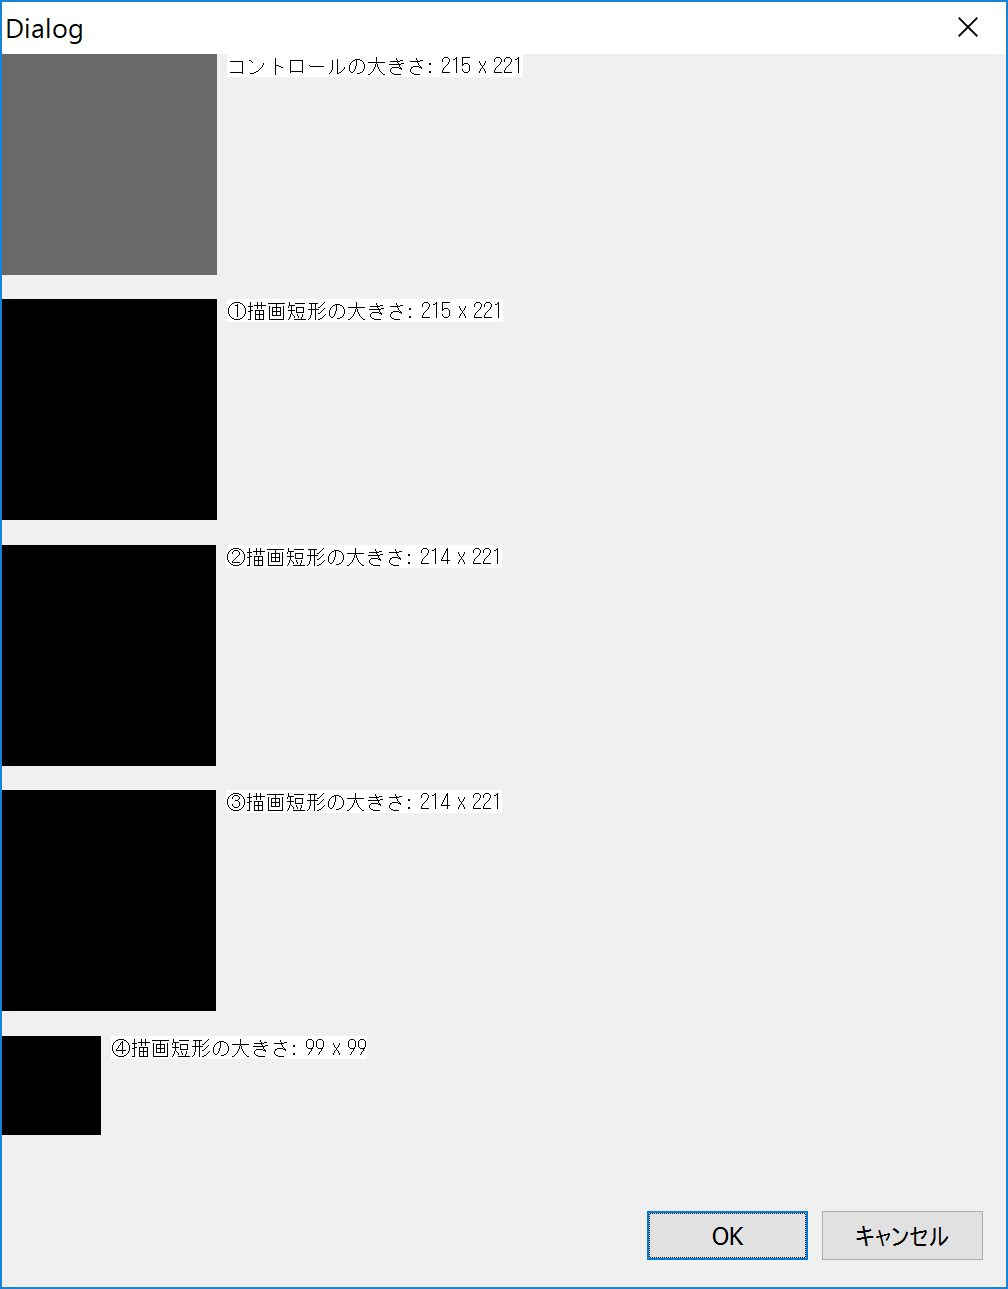 Dialog
コントロールの大きさ: 215 x 221
①描画短形の大きさ: 215 x 221
②描画短形の大きさ: 214 x 221
③描画短形の大きさ: 214 x 221
④描画短形の大きさ: 99 x 99
OK
キャンセル